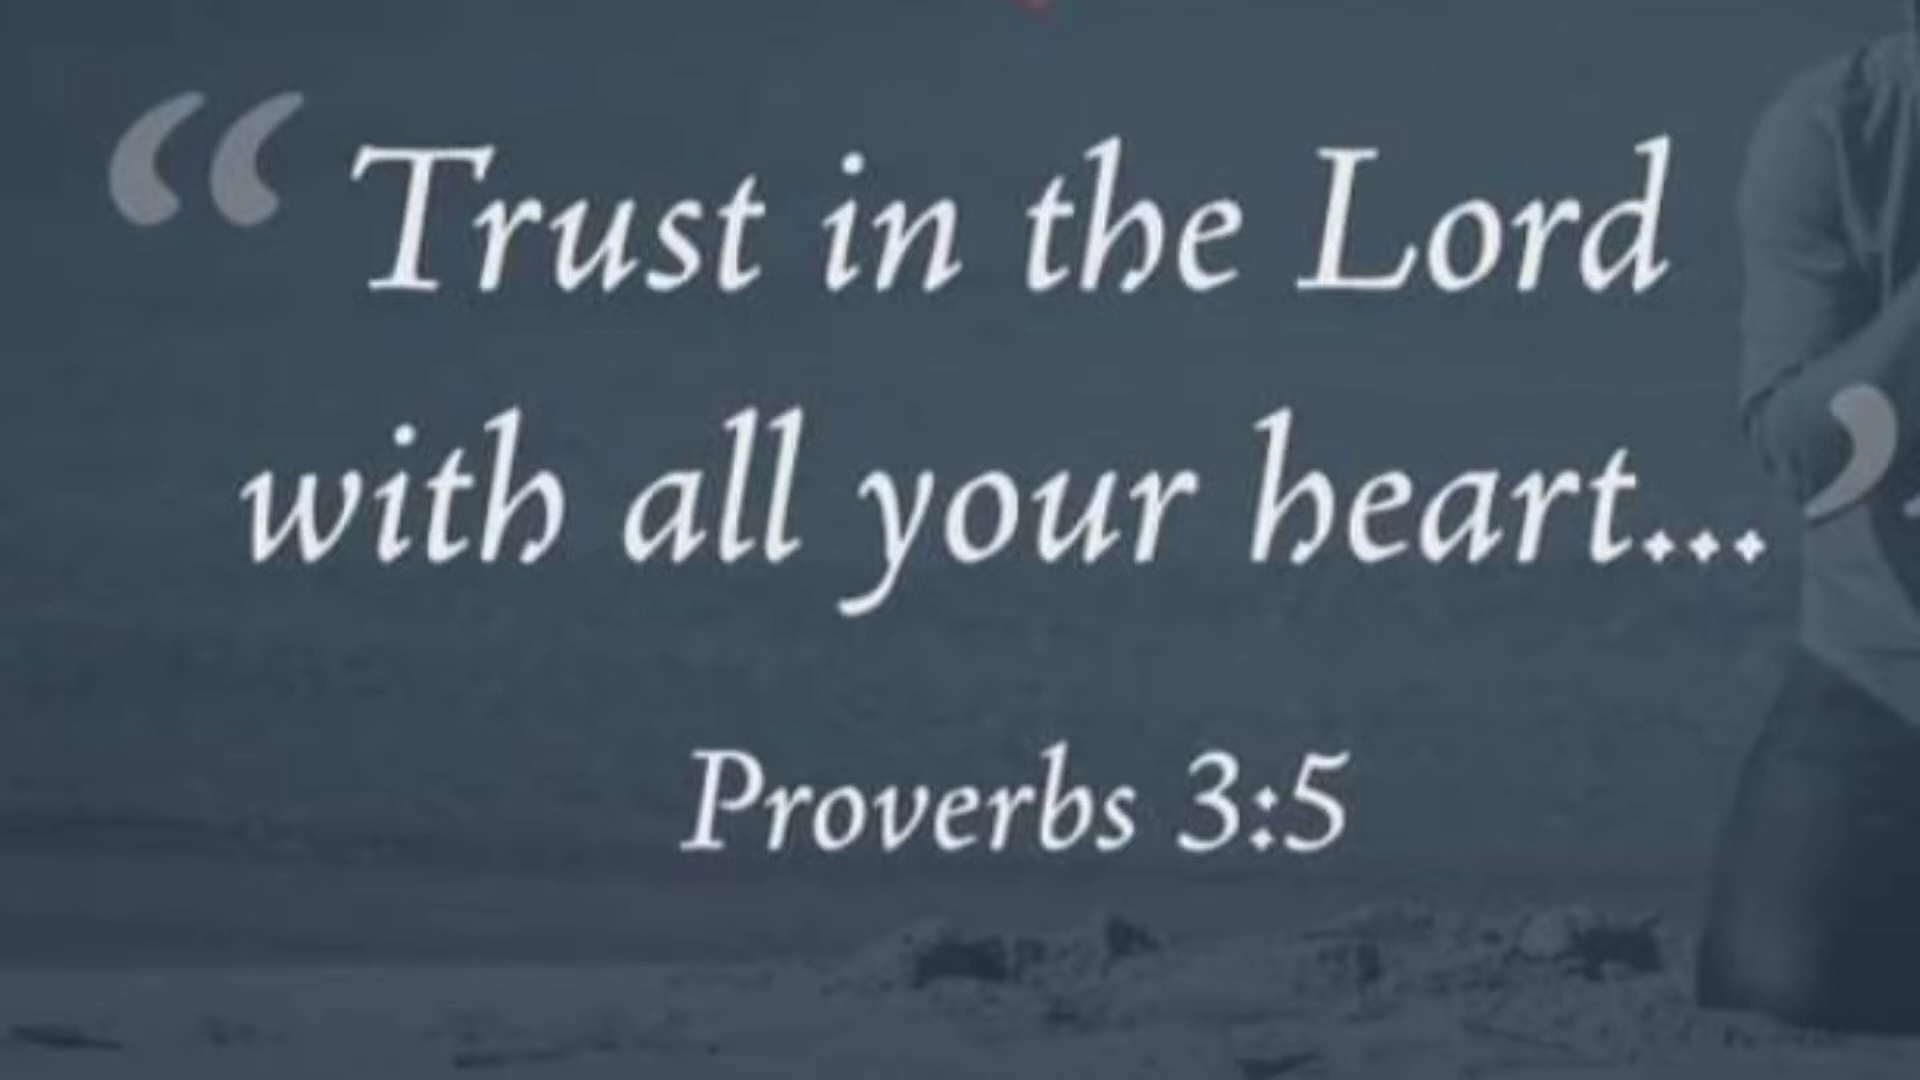 “Trust in the Lord
with all your heart...”
Proverbs 3:5